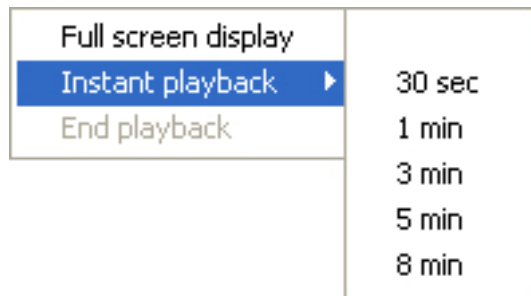 Full screen display
Instant playback
End playback
30 sec
1 min
3 min
5 min
8 min